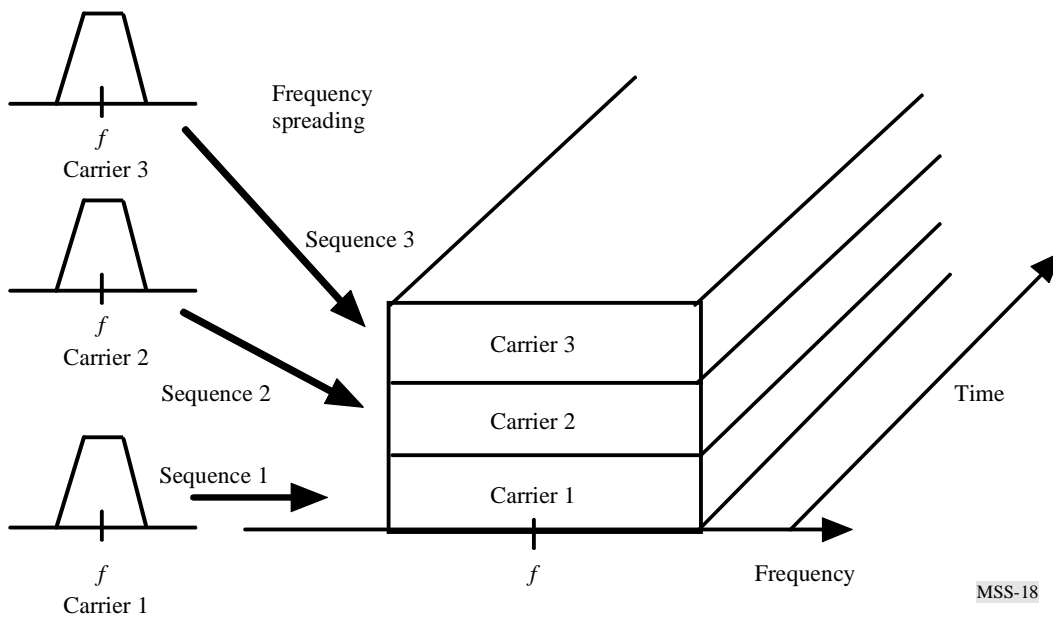 Frequency
spreading
f
Carrier 3
Sequence 3
f
Carrier 2
Sequence 2
Carrier 3
Carrier 2
Carrier 1
Time
Sequence 1
f
Carrier 1
f
Frequency
MSS-18